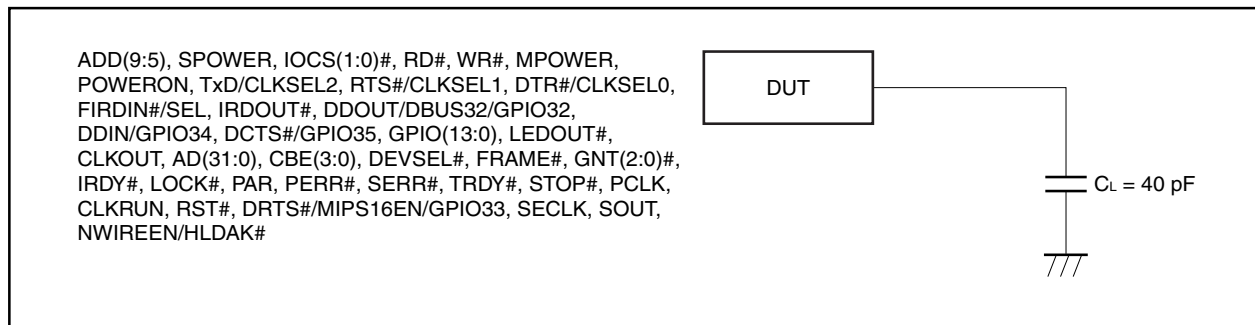 ADD(9:5), SPOWER, IOCS(1:0)#, RD#, WR#, MPOWER,
POWERON, TxD/CLKSEL2, RTS#/CLKSEL1, DTR#/CLKSEL0,
FIRDIN#/SEL, IRDOUT#, DDOUT/DBUS32/GPIO32,
DDIN/GPIO34, DCTS#/GPIO35, GPIO(13:0), LEDOUT#,
CLKOUT, AD(31:0), CBE(3:0), DEVSEL#, FRAME#, GNT(2:0)#,
IRDY#, LOCK#, PAR, PERR#, SERR#, TRDY#, STOP#, PCLK,
CLKRUN, RST#, DRTS#/MIPS16EN/GPIO33, SECLK, SOUT,
NWIREEN/HLDAK#
DUT
CL = 40 pF